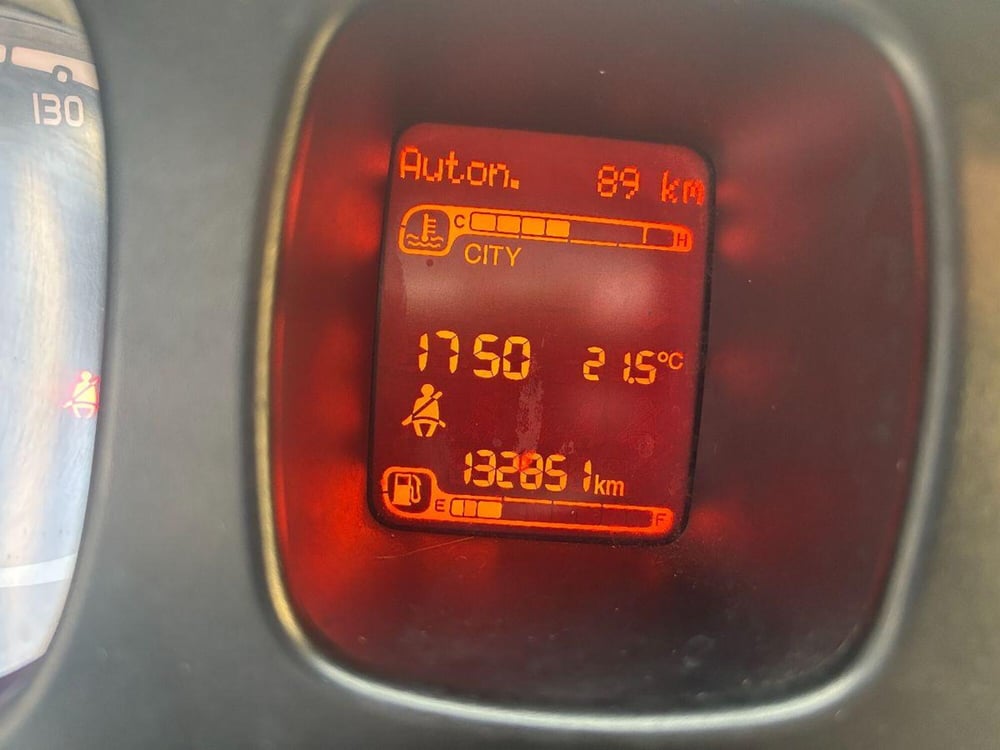 130
Auton. 89 km
C H
CITY
17 50 21.5°C
132851 km
E F